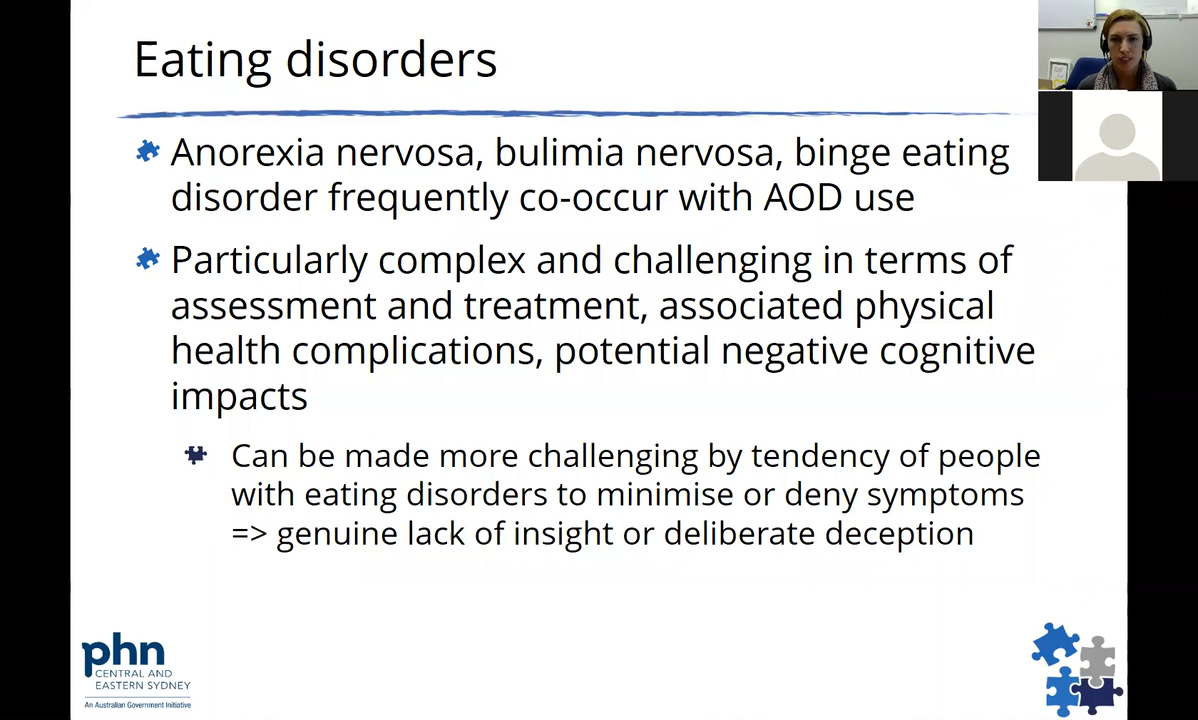 Eating disorders
Anorexia nervosa, bulimia nervosa, binge eating
disorder frequently co-occur with AOD use
Particularly complex and challenging in terms of
assessment and treatment, associated physical
health complications, potential negative cognitive
impacts
Can be made more challenging by tendency of people
with eating disorders to minimise or deny symptoms
=> genuine lack of insight or deliberate deception
phn
CENTRAL AND
EASTERN SYDNEY
An Australian Government Initiative